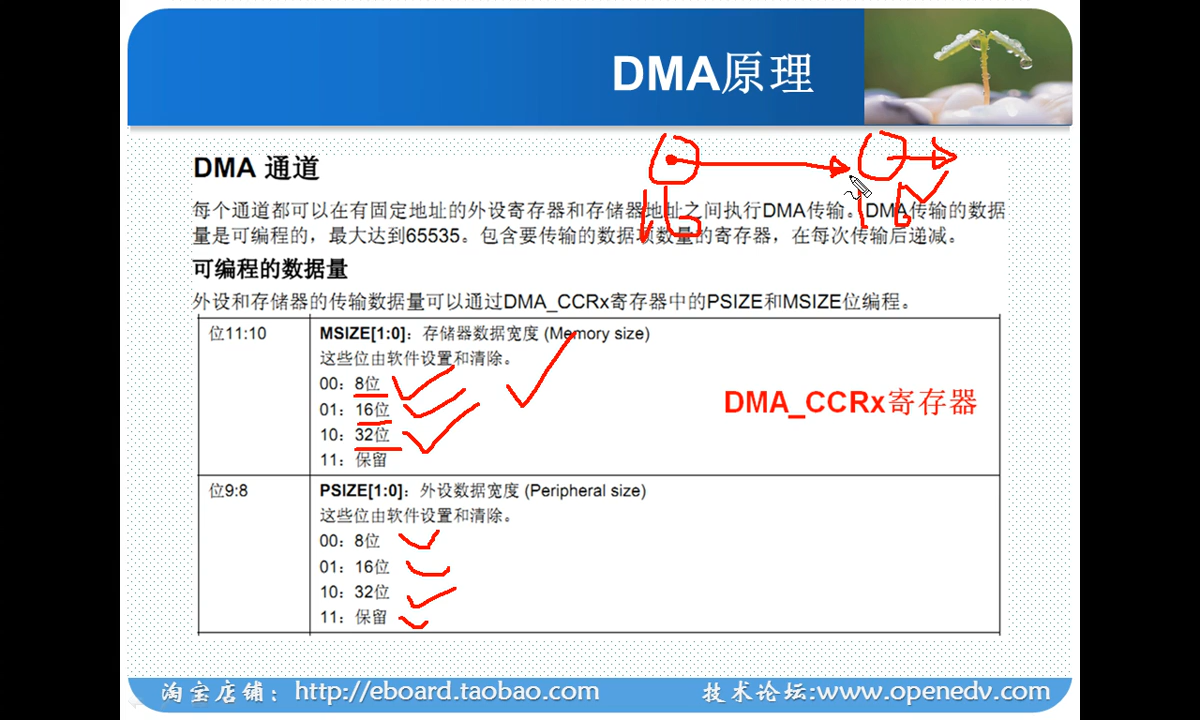 DMA原理
DMA 通道
每个通道都可以在有固定地址的外设寄存器和存储器地址之间执行DMA传输。DMA传输的数据
量是可编程的，最大达到65535。包含要传输的数据项数量的寄存器，在每次传输后递减。
16
16
可编程的数据量
外设和存储器的传输数据量可以通过DMA_CCRx寄存器中的PSIZE和MSIZE位编程。
位11:10
MSIZE[1:0]：存储器数据宽度 (Memory size)
这些位由软件设置和清除。
00：8位
01：16位
10：32位
11：保留
DMA_CCRx寄存器
位9:8
PSIZE[1:0]：外设数据宽度 (Peripheral size)
这些位由软件设置和清除。
00：8位
01：16位
10：32位
11：保留
淘宝店铺：http://eboard.taobao.com
技术论坛:www.openedv.com